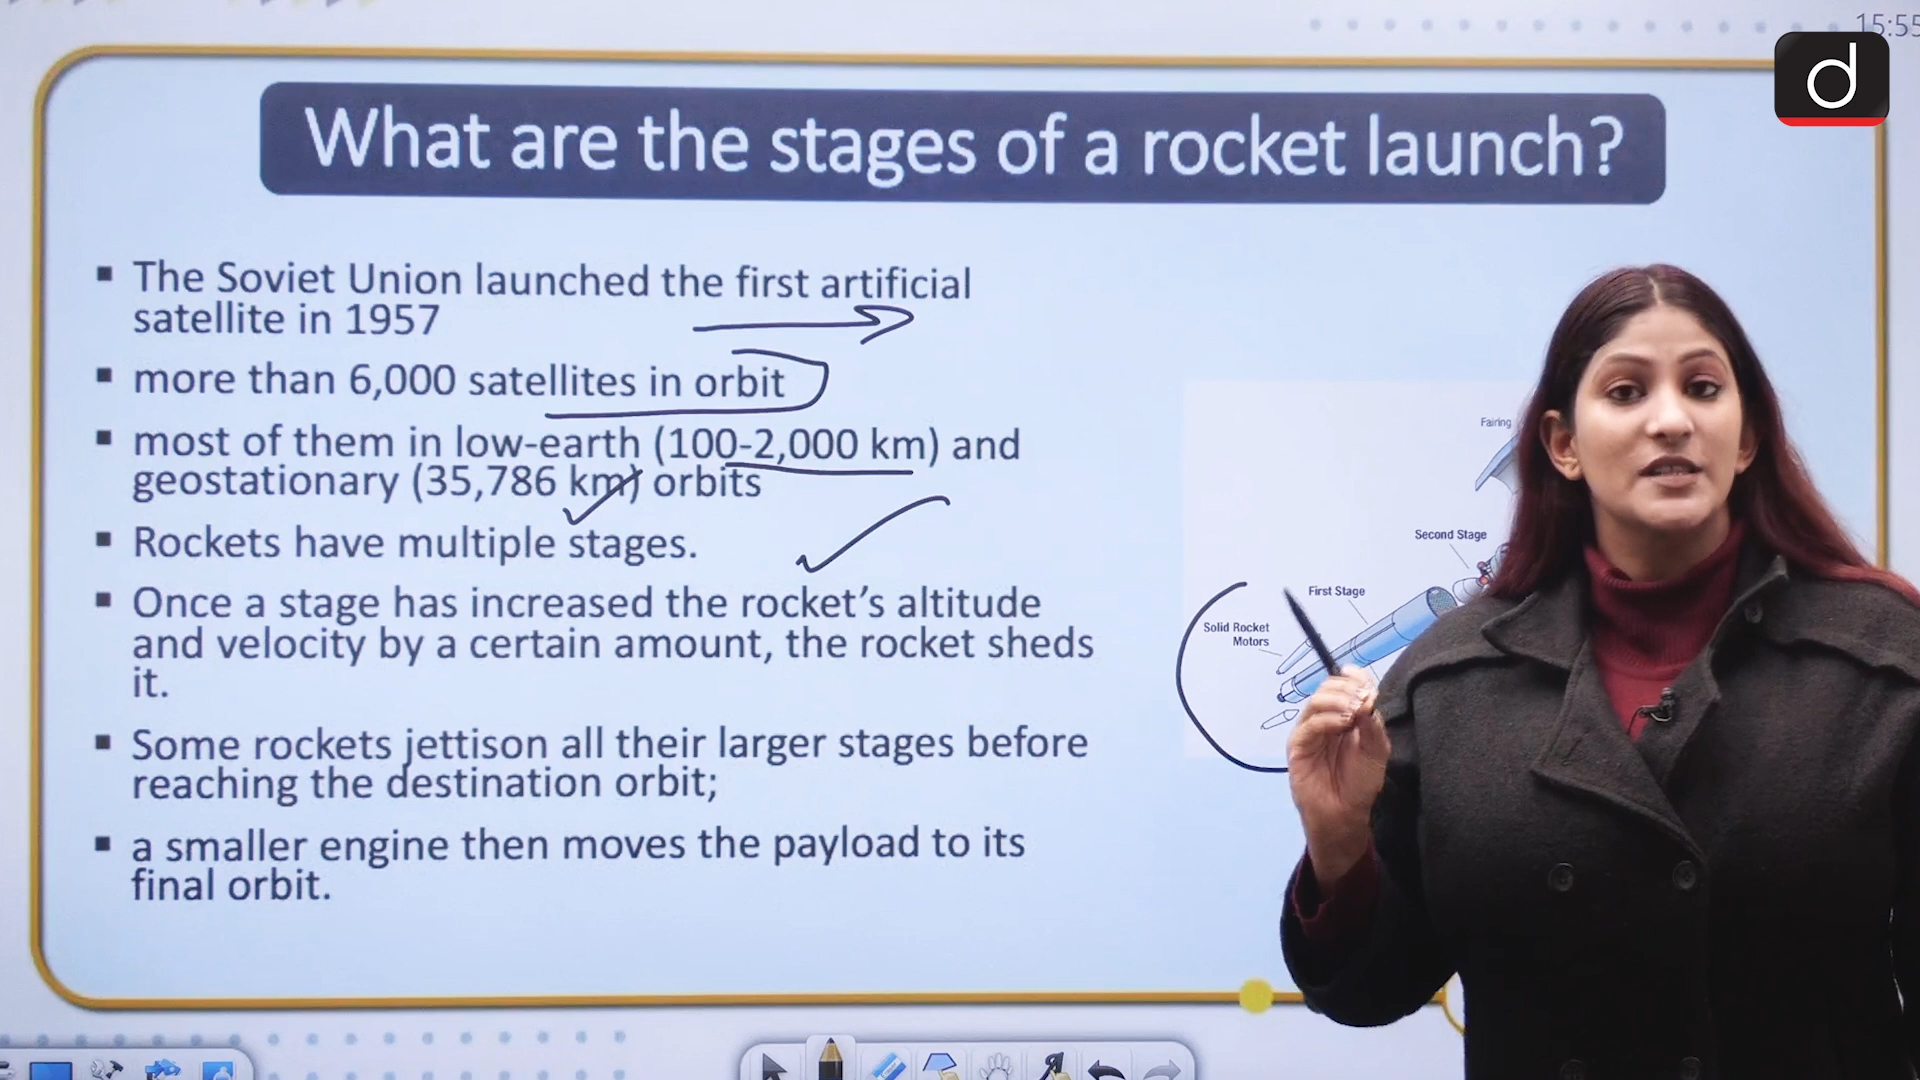 15:55
d
What are the stages of a rocket launch?
▪ The Soviet Union launched the first artificial
satellite in 1957
▪ more than 6,000 satellites in orbit
▪ most of them in low-earth (100-2,000 km) and
geostationary (35,786 km) orbits
▪ Rockets have multiple stages.
▪ Once a stage has increased the rocket’s altitude
and velocity by a certain amount, the rocket sheds
it.
▪ Some rockets jettison all their larger stages before
reaching the destination orbit;
▪ a smaller engine then moves the payload to its
final orbit.
Fairing
Second Stage
First Stage
Solid Rocket
Motors